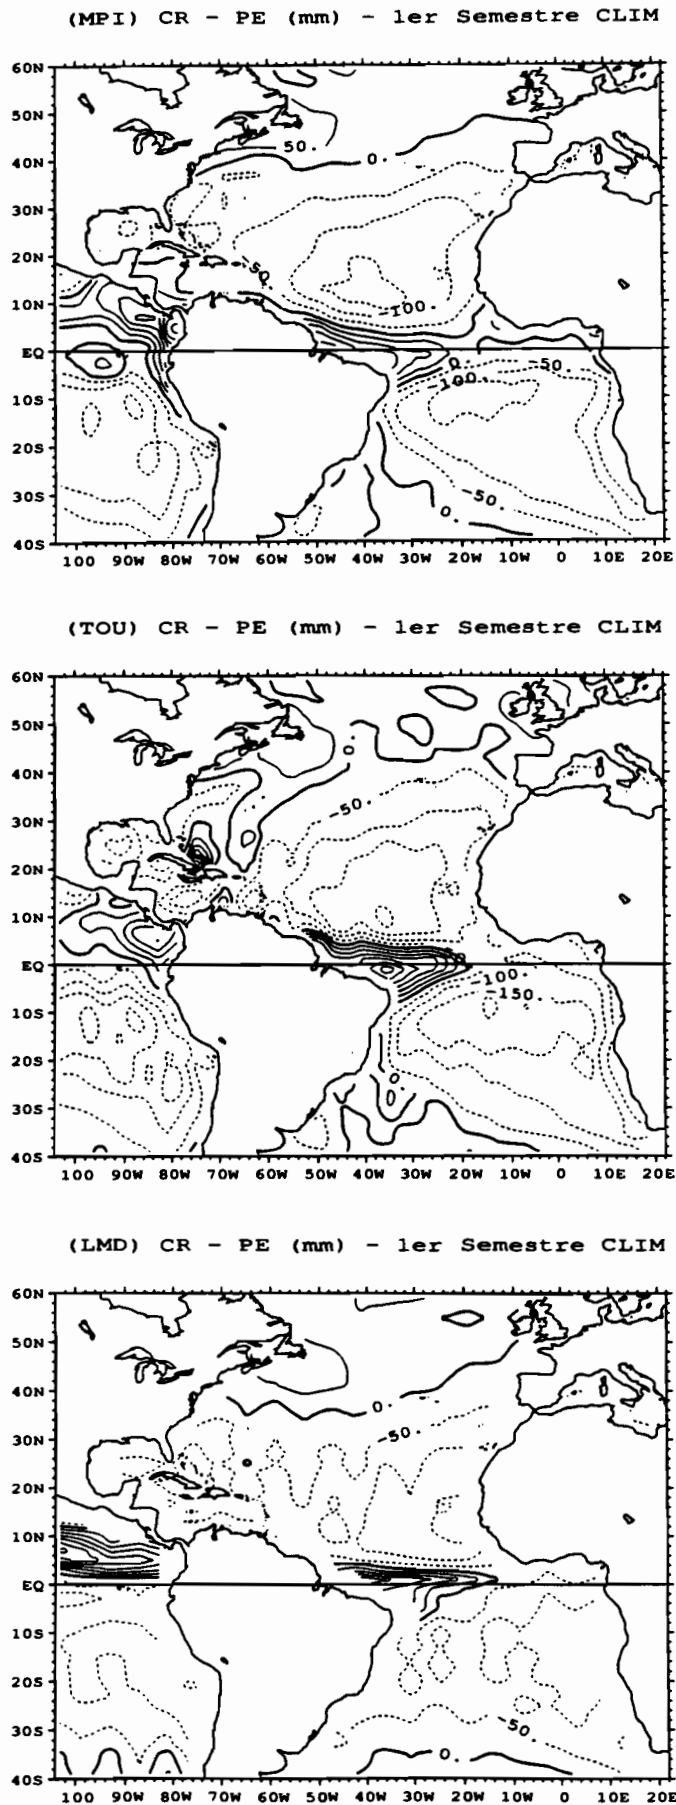 (MPI) CR - PE (mm) - 1er Semestre CLIM
60N
50N
50.
0.
40N
30N
20N
-50.
10N
-100.
EQ
0.
-50.
-100.
10S
20S
30S
-50.
0.
40S
100 90W 80W 70W 60W 50W 40W 30W 20W 10W 0 10E 20E
(TOU) CR - PE (mm) - 1er Semestre CLIM
60N
50N
0.
40N
-50.
30N
20N
10N
EQ
-100.
-150.
10S
20S
0.
30S
40S
100 90W 80W 70W 60W 50W 40W 30W 20W 10W 0 10E 20E
(LMD) CR - PE (mm) - 1er Semestre CLIM
60N
50N
40N
0.
-50.
30N
20N
10N
EQ
10S
20S
30S
-50.
0.
40S
100 90W 80W 70W 60W 50W 40W 30W 20W 10W 0 10E 20E